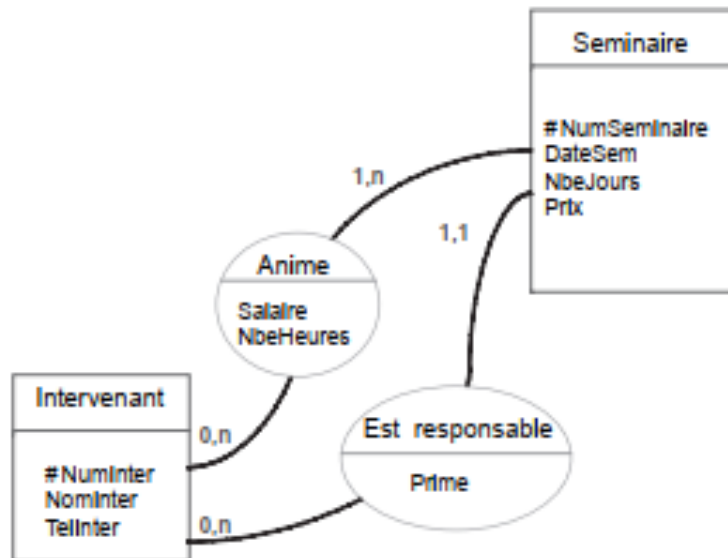 Seminaire
#NumSeminaire
DateSem
NbeJours
Prix
1,n
1,1
Anime
Salaire
NbeHeures
Intervenant
#NumInter
NomInter
TelInter
0,n
0,n
Est responsable
Prime